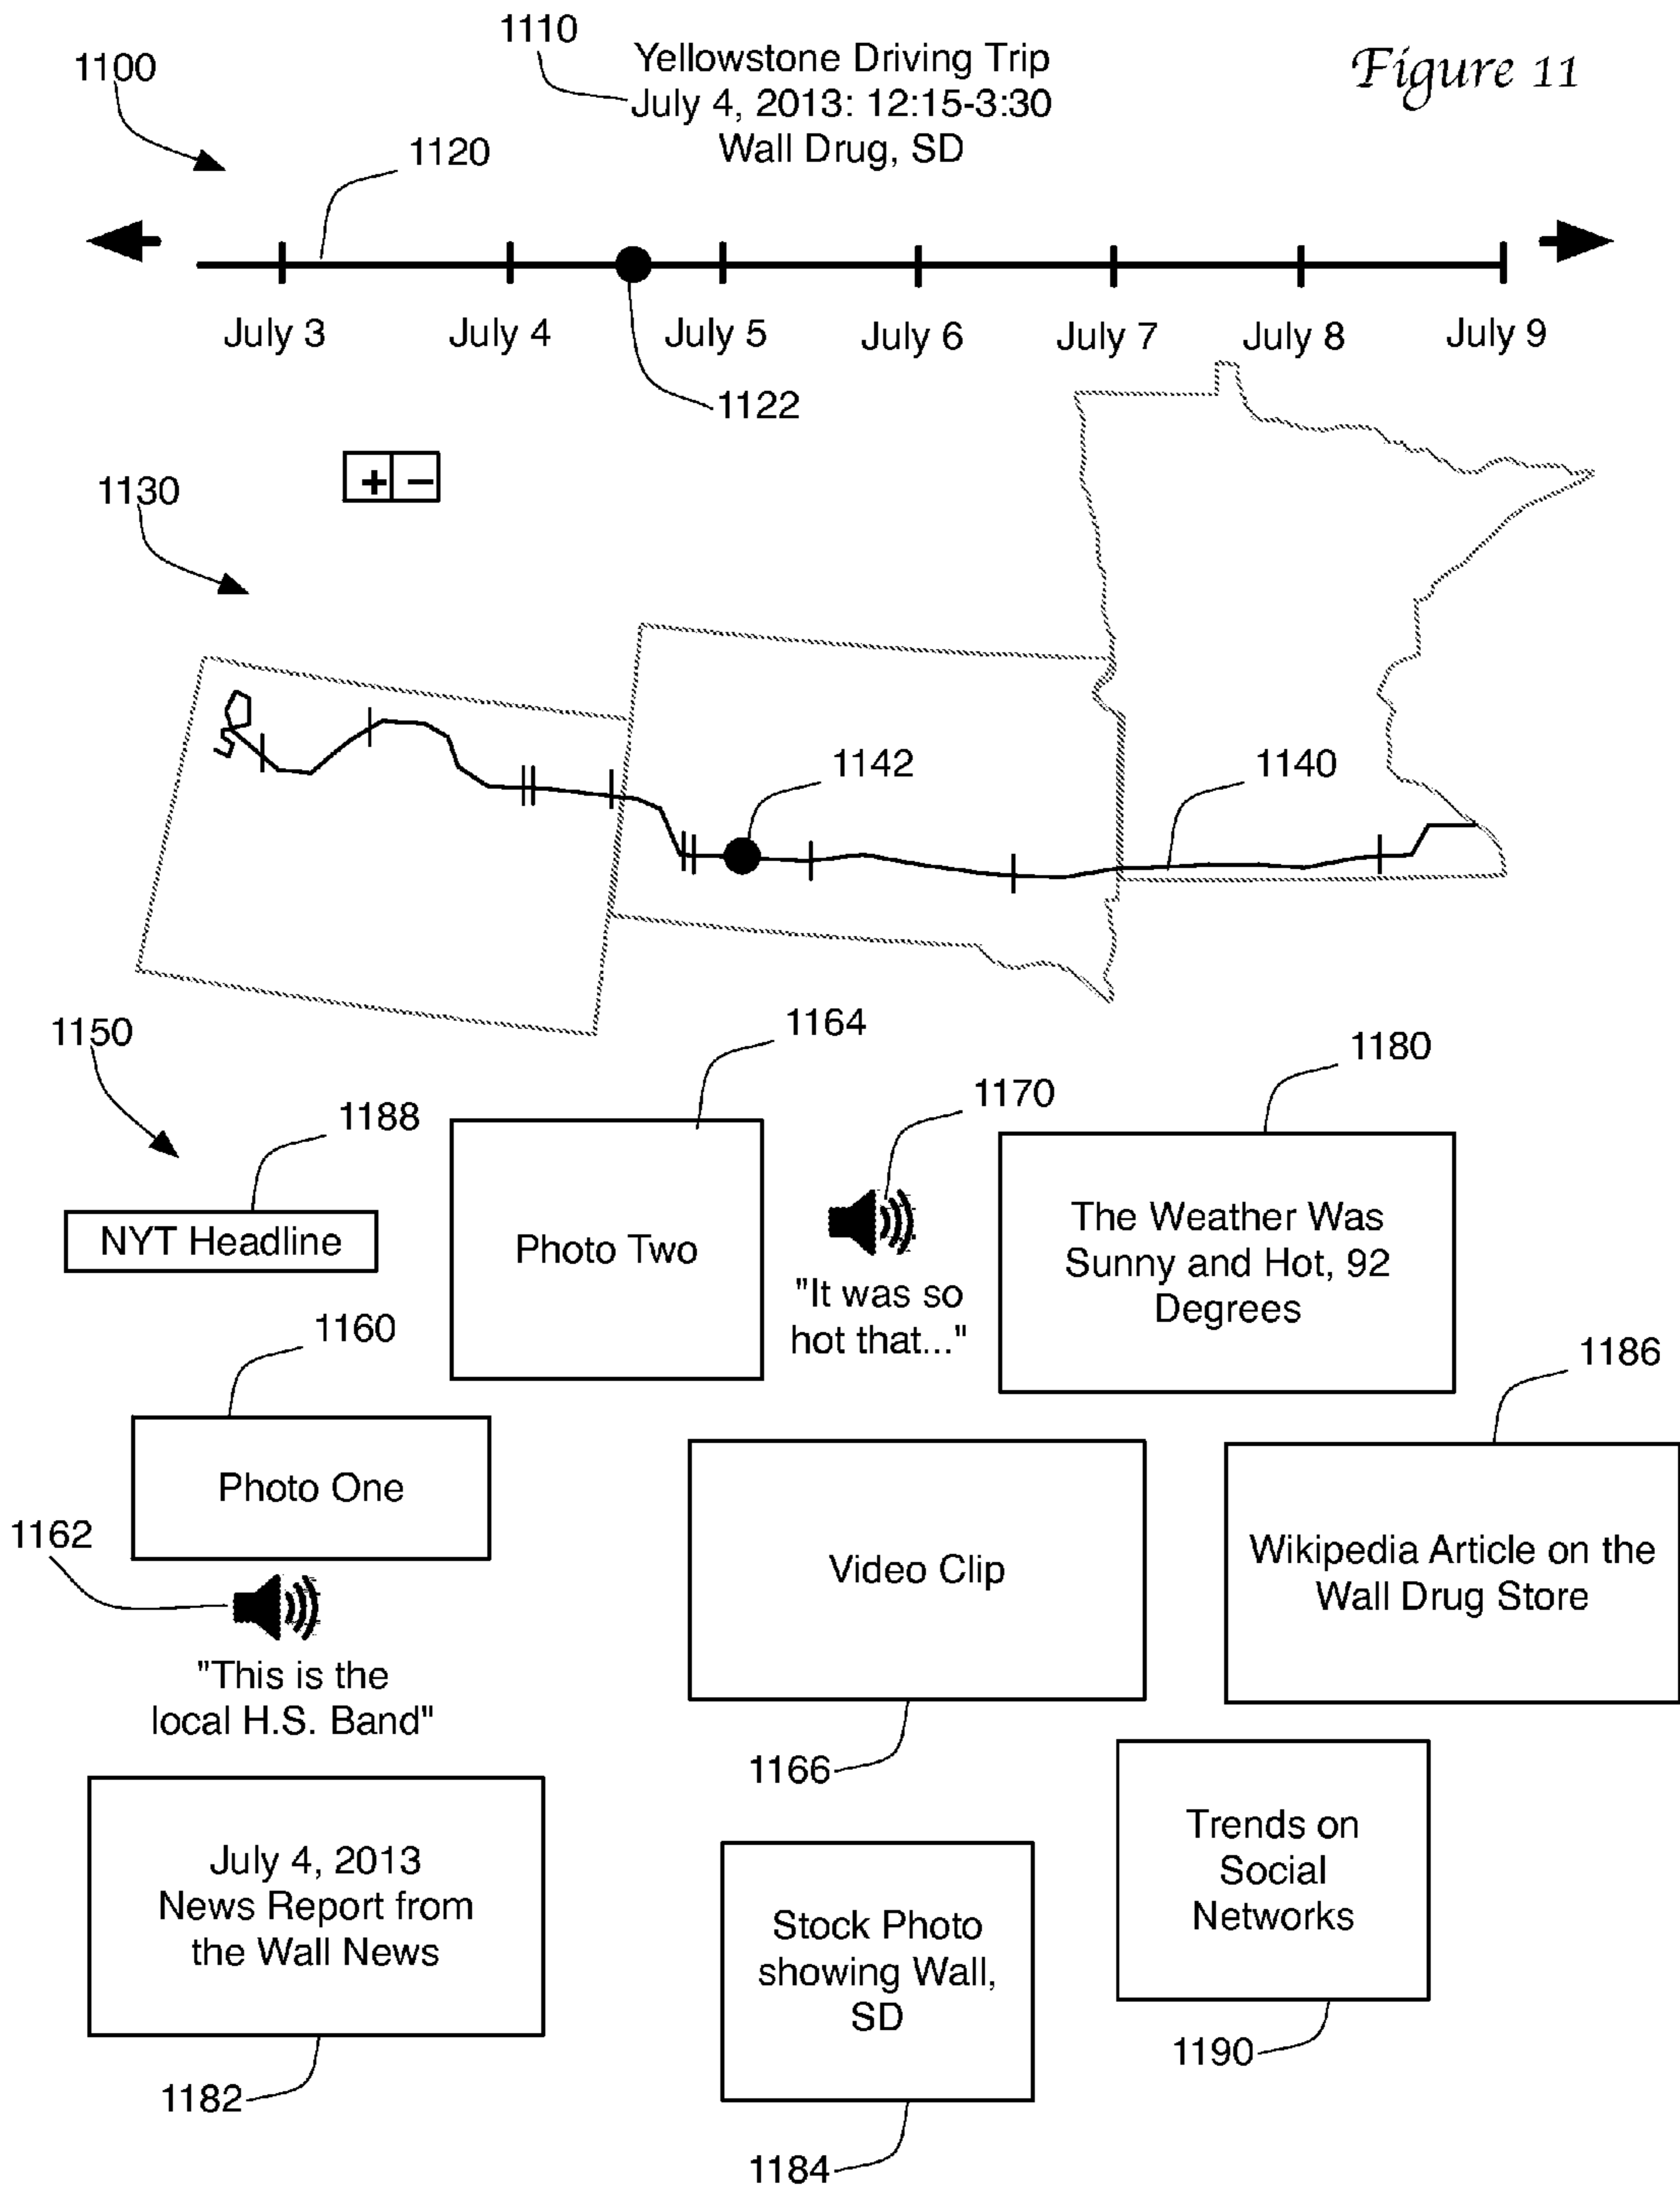 1110
Yellowstone Driving Trip
July 4, 2013: 12:15-3:30
Wall Drug, SD
Figure 11
1100
1120
July 3
July 4
July 5
July 6
July 7
July 8
July 9
1122
+ −
1130
1142
1140
1150
1164
1180
1170
1188
NYT Headline
Photo Two
"It was so
hot that..."
The Weather Was
Sunny and Hot, 92
Degrees
1160
1186
Photo One
1162
"This is the
local H.S. Band"
Video Clip
Wikipedia Article on the
Wall Drug Store
1166
July 4, 2013
News Report from
the Wall News
Stock Photo
showing Wall,
SD
Trends on
Social
Networks
1190
1182
1184